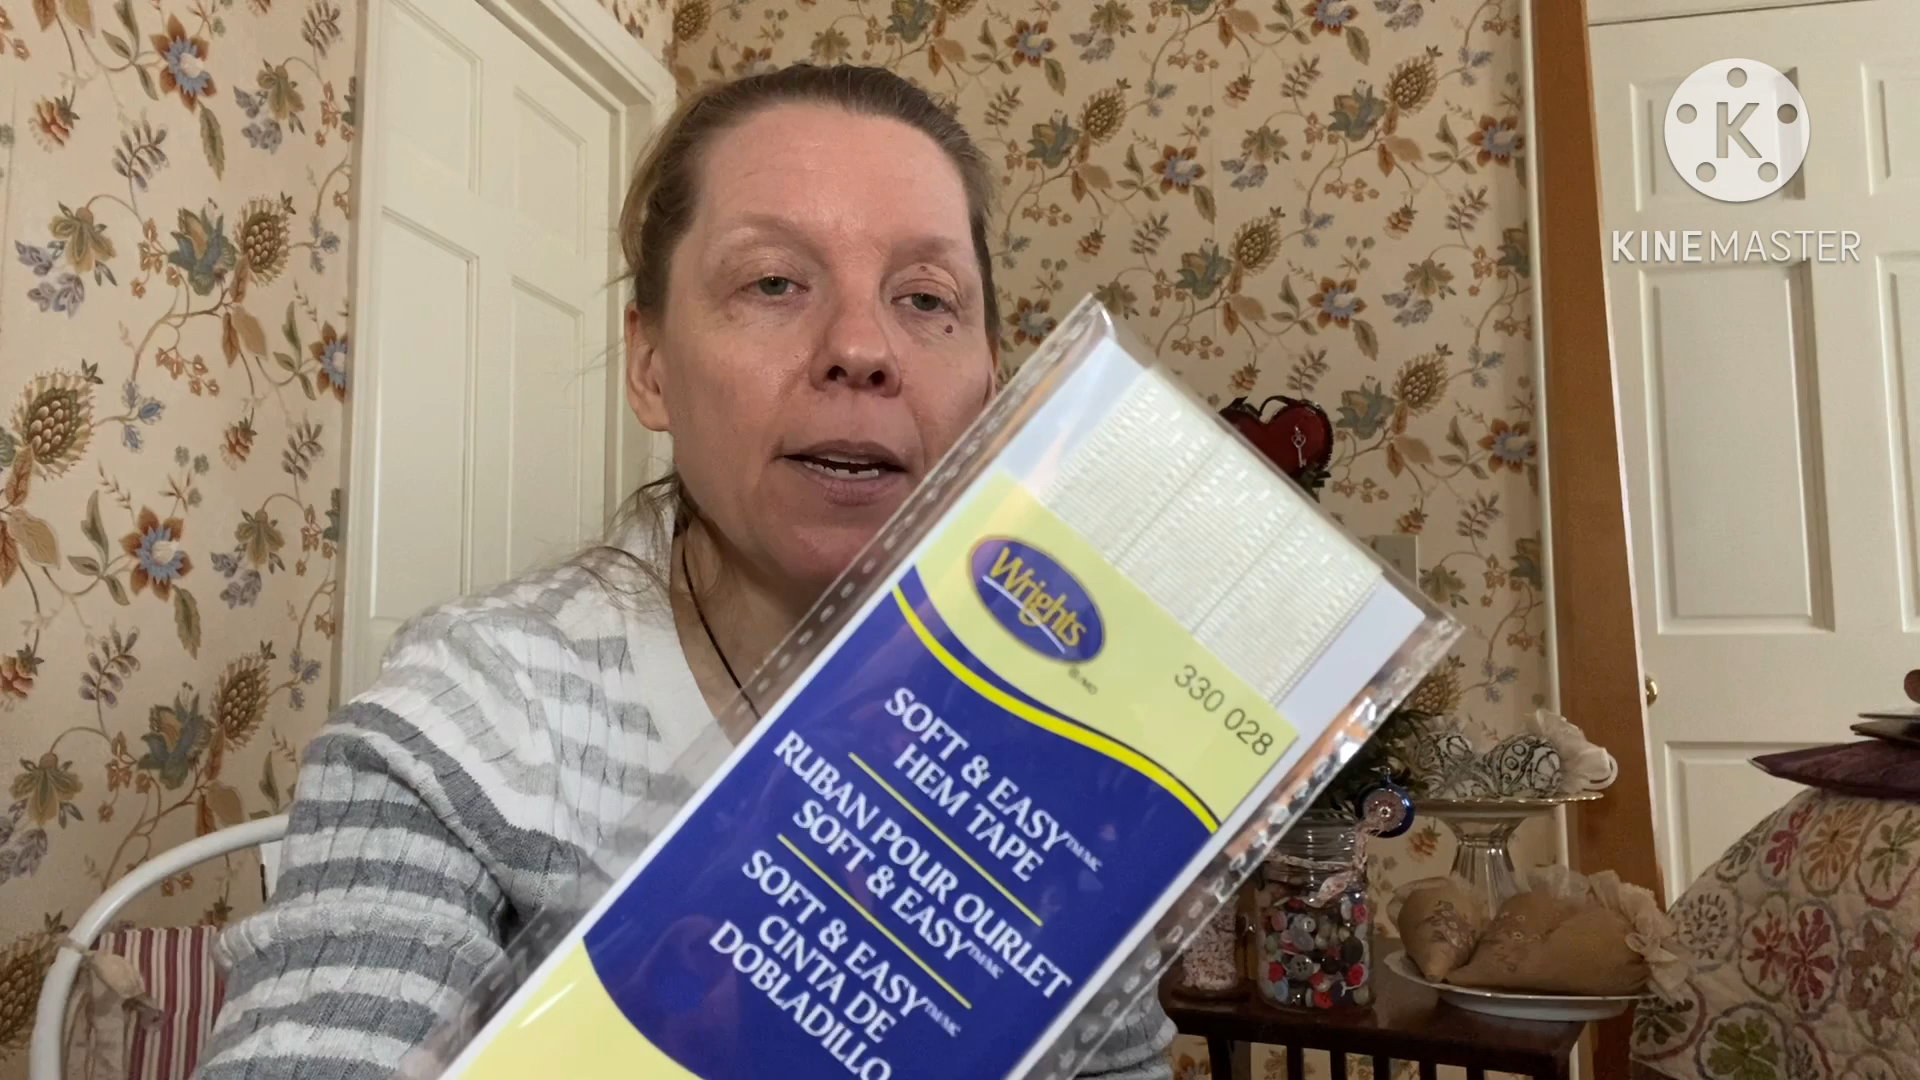 K
KINEMASTER
Wrights
®/MD
330 028
SOFT & EASY™/MC
HEM TAPE
RUBAN POUR OURLET
SOFT & EASY™/MC
SOFT & EASY™/MC
CINTA DE
DOBLADILLO